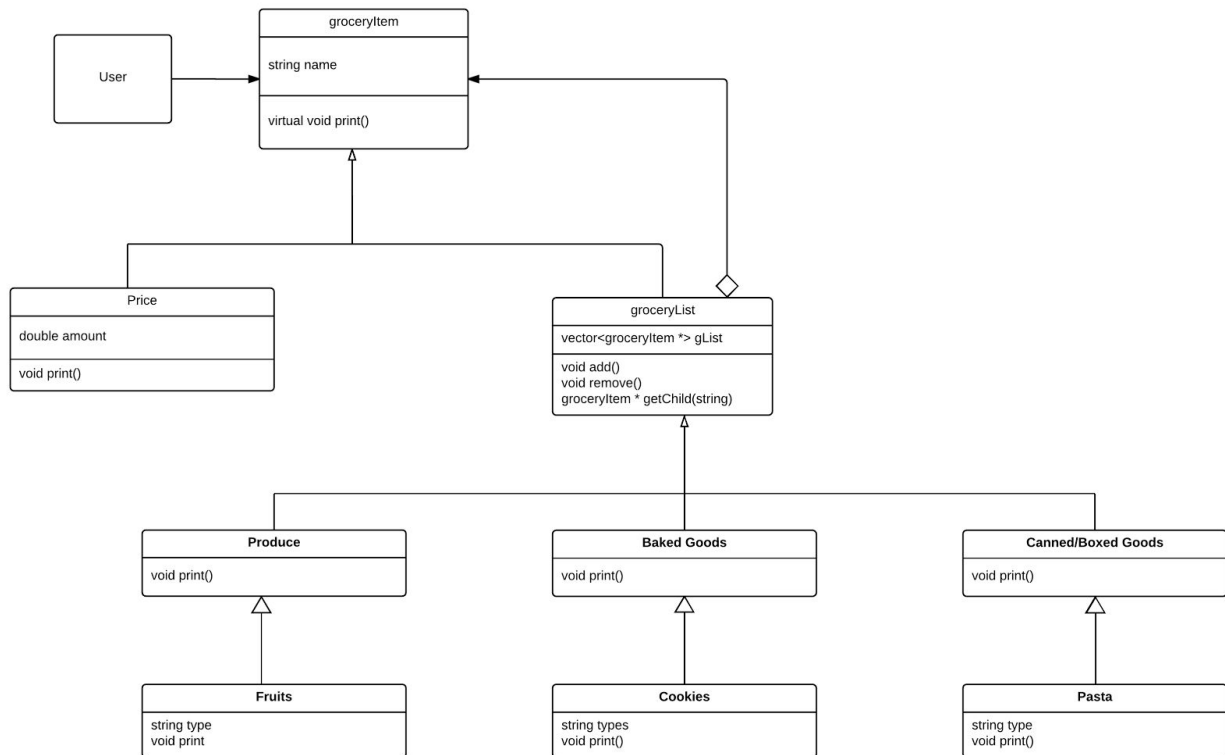 groceryItem
User
string name
virtual void print()
Price
double amount
void print()
groceryList
vector<groceryItem *> gList
void add()
void remove()
groceryItem * getChild(string)
Produce
void print()
Baked Goods
void print()
Canned/Boxed Goods
void print()
Fruits
string type
void print
Cookies
string types
void print()
Pasta
string type
void print()